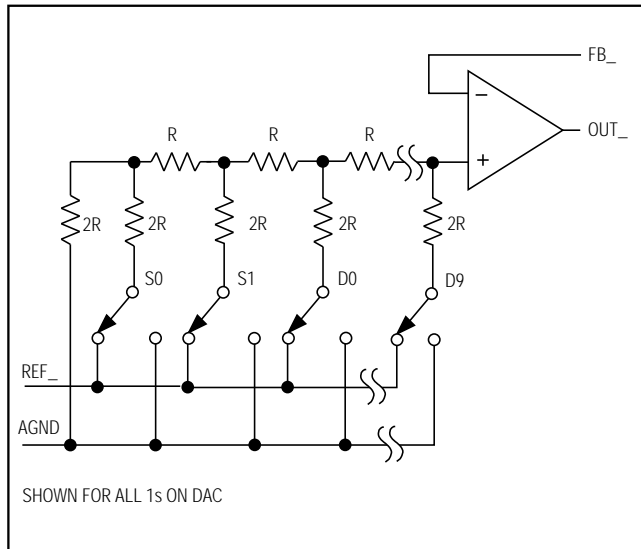 FB_
OUT_
R R R
2R 2R 2R 2R 2R
S0 S1 D0 D9
REF_
AGND
SHOWN FOR ALL 1s ON DAC